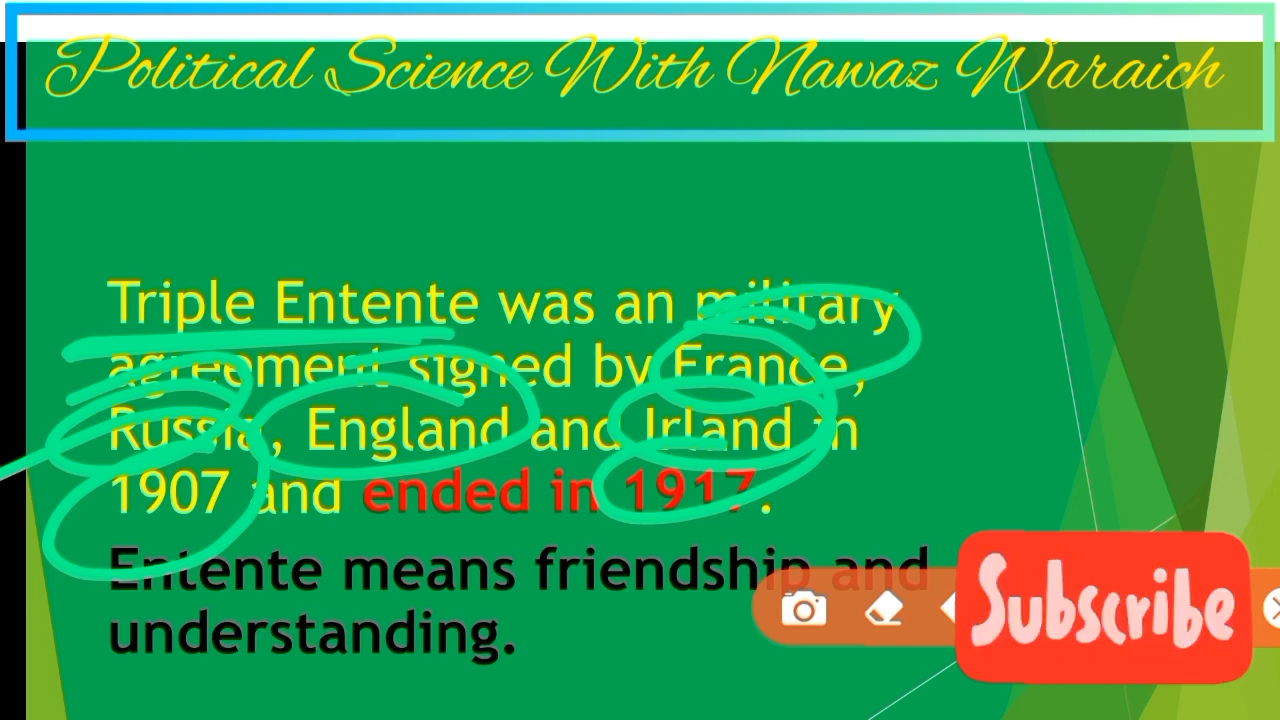 Political Science With Nawaz Waraich
Triple Entente was an military
agreement signed by France,
Russia, England and Irland in
1907 and ended in 1917.
Entente means friendship and
understanding.
Subscribe